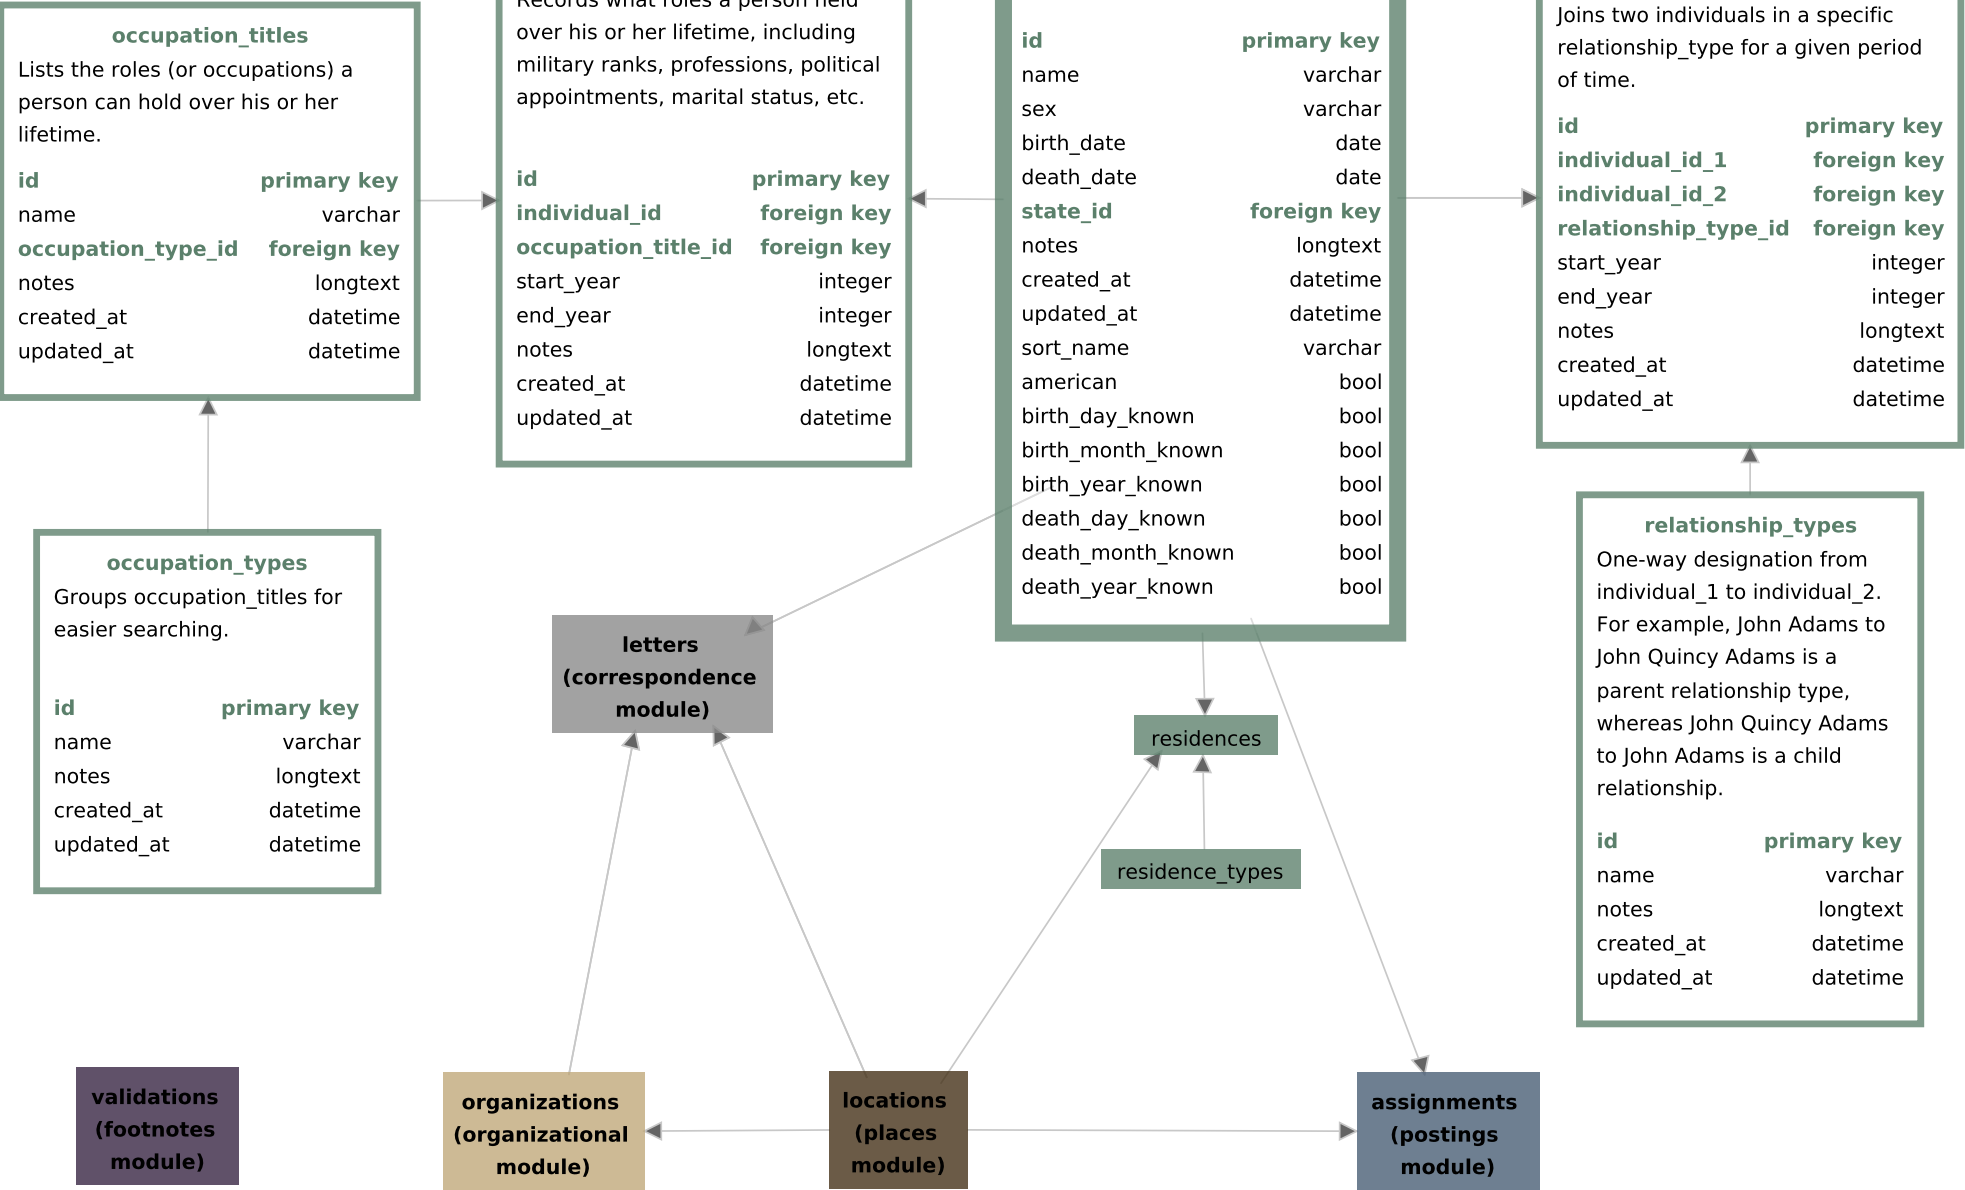 occupation_titles
Lists the roles (or occupations) a
person can hold over his or her
lifetime.
id primary key
name varchar
occupation_type_id foreign key
notes longtext
created_at datetime
updated_at datetime
Records what roles a person held
over his or her lifetime, including
military ranks, professions, political
appointments, marital status, etc.
id primary key
individual_id foreign key
occupation_title_id foreign key
start_year integer
end_year integer
notes longtext
created_at datetime
updated_at datetime
id primary key
name varchar
sex varchar
birth_date date
death_date date
state_id foreign key
notes longtext
created_at datetime
updated_at datetime
sort_name varchar
american bool
birth_day_known bool
birth_month_known bool
birth_year_known bool
death_day_known bool
death_month_known bool
death_year_known bool
Joins two individuals in a specific
relationship_type for a given period
of time.
id primary key
individual_id_1 foreign key
individual_id_2 foreign key
relationship_type_id foreign key
start_year integer
end_year integer
notes longtext
created_at datetime
updated_at datetime
occupation_types
Groups occupation_titles for
easier searching.
id primary key
name varchar
notes longtext
created_at datetime
updated_at datetime
letters
(correspondence
module)
residences
residence_types
relationship_types
One-way designation from
individual_1 to individual_2.
For example, John Adams to
John Quincy Adams is a
parent relationship type,
whereas John Quincy Adams
to John Adams is a child
relationship.
id primary key
name varchar
notes longtext
created_at datetime
updated_at datetime
validations
(footnotes
module)
organizations
(organizational
module)
locations
(places
module)
assignments
(postings
module)